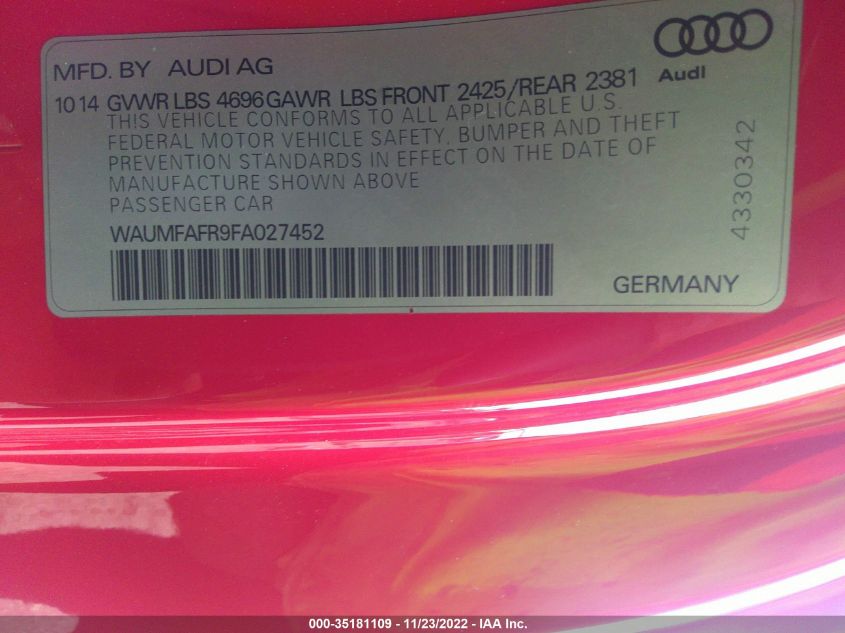 MFD. BY AUDI AG
Audi
10 14 GVWR LBS 4696 GAWR LBS FRONT 2425/REAR 2381
THIS VEHICLE CONFORMS TO ALL APPLICABLE U.S.
FEDERAL MOTOR VEHICLE SAFETY, BUMPER AND THEFT
PREVENTION STANDARDS IN EFFECT ON THE DATE OF
MANUFACTURE SHOWN ABOVE
PASSENGER CAR
WAUMFAFR9FA027452
4330342
GERMANY
000-35181109 - 11/23/2022 - IAA Inc.